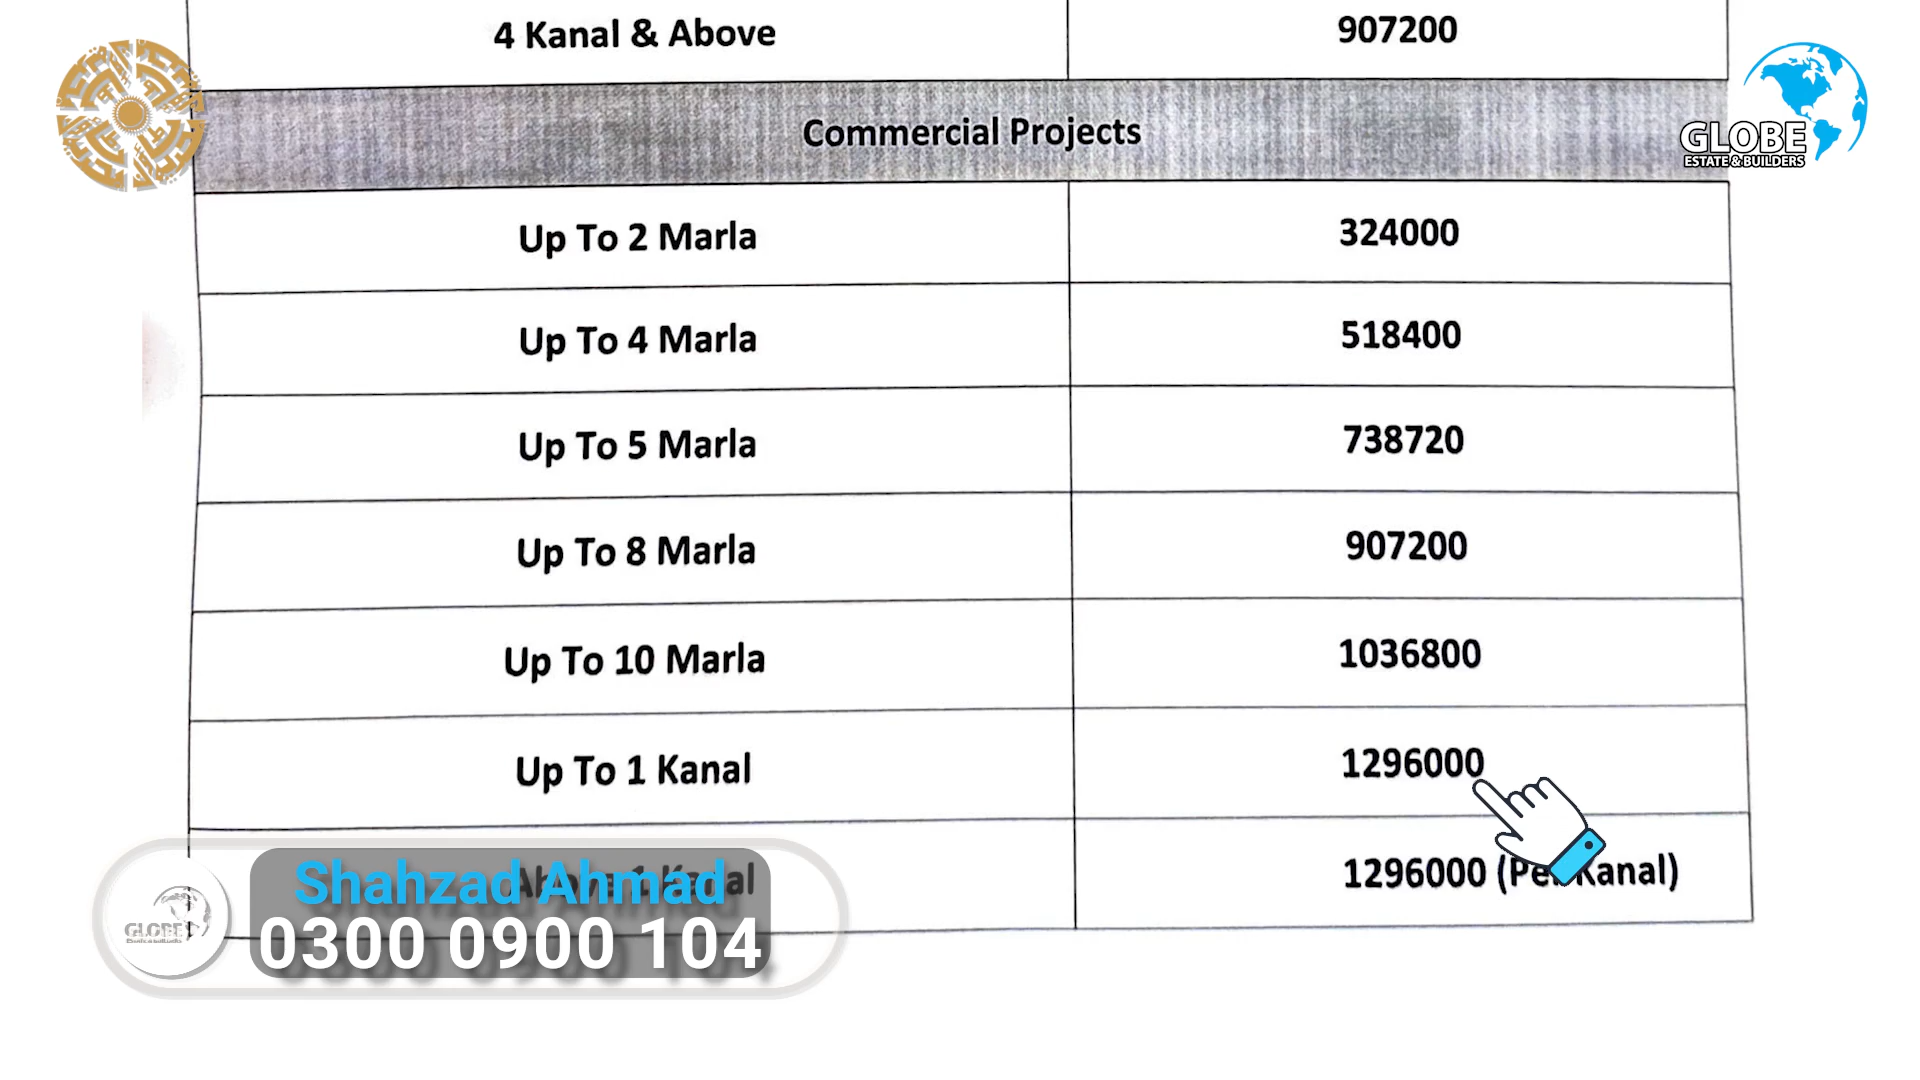 4 Kanal & Above 907200
Commercial Projects
GLOBE
ESTATE & BUILDERS
Up To 2 Marla 324000
Up To 4 Marla 518400
Up To 5 Marla 738720
Up To 8 Marla 907200
Up To 10 Marla 1036800
Up To 1 Kanal 1296000
Above 1 Kanal 1296000 (Per Kanal)
Shahzad Ahmad
0300 0900 104
GLOBE